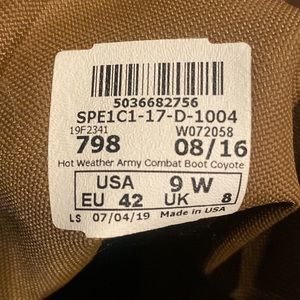 5036682756
SPE1C1-17-D-1004
19F2341 W072058
798 08/16
Hot Weather Army Combat Boot Coyote
USA 9 W
EU 42 UK 8
LS 07/04/19 Made in USA